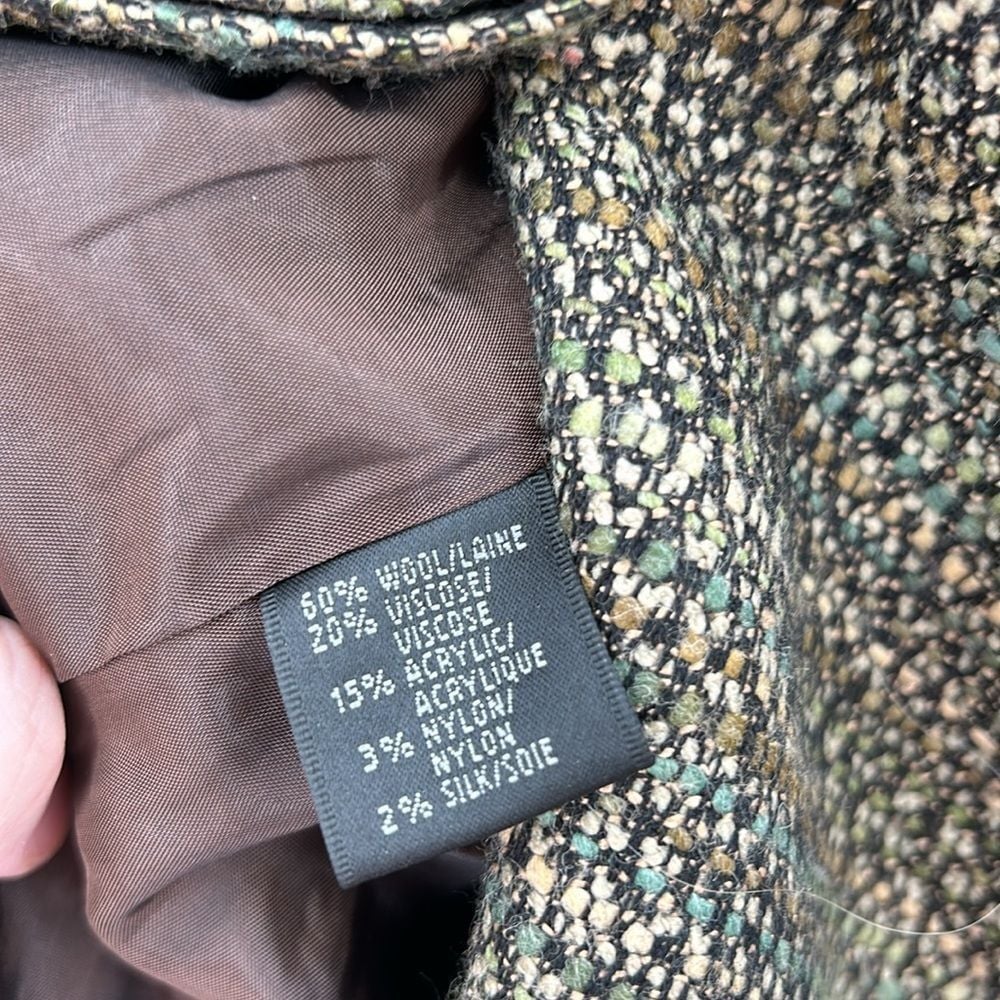 60% WOOL/LAINE
20% VISCOSE/
VISCOSE
15% ACRYLIC/
ACRYLIQUE
3% NYLON/
NYLON
2% SILK/SOIE